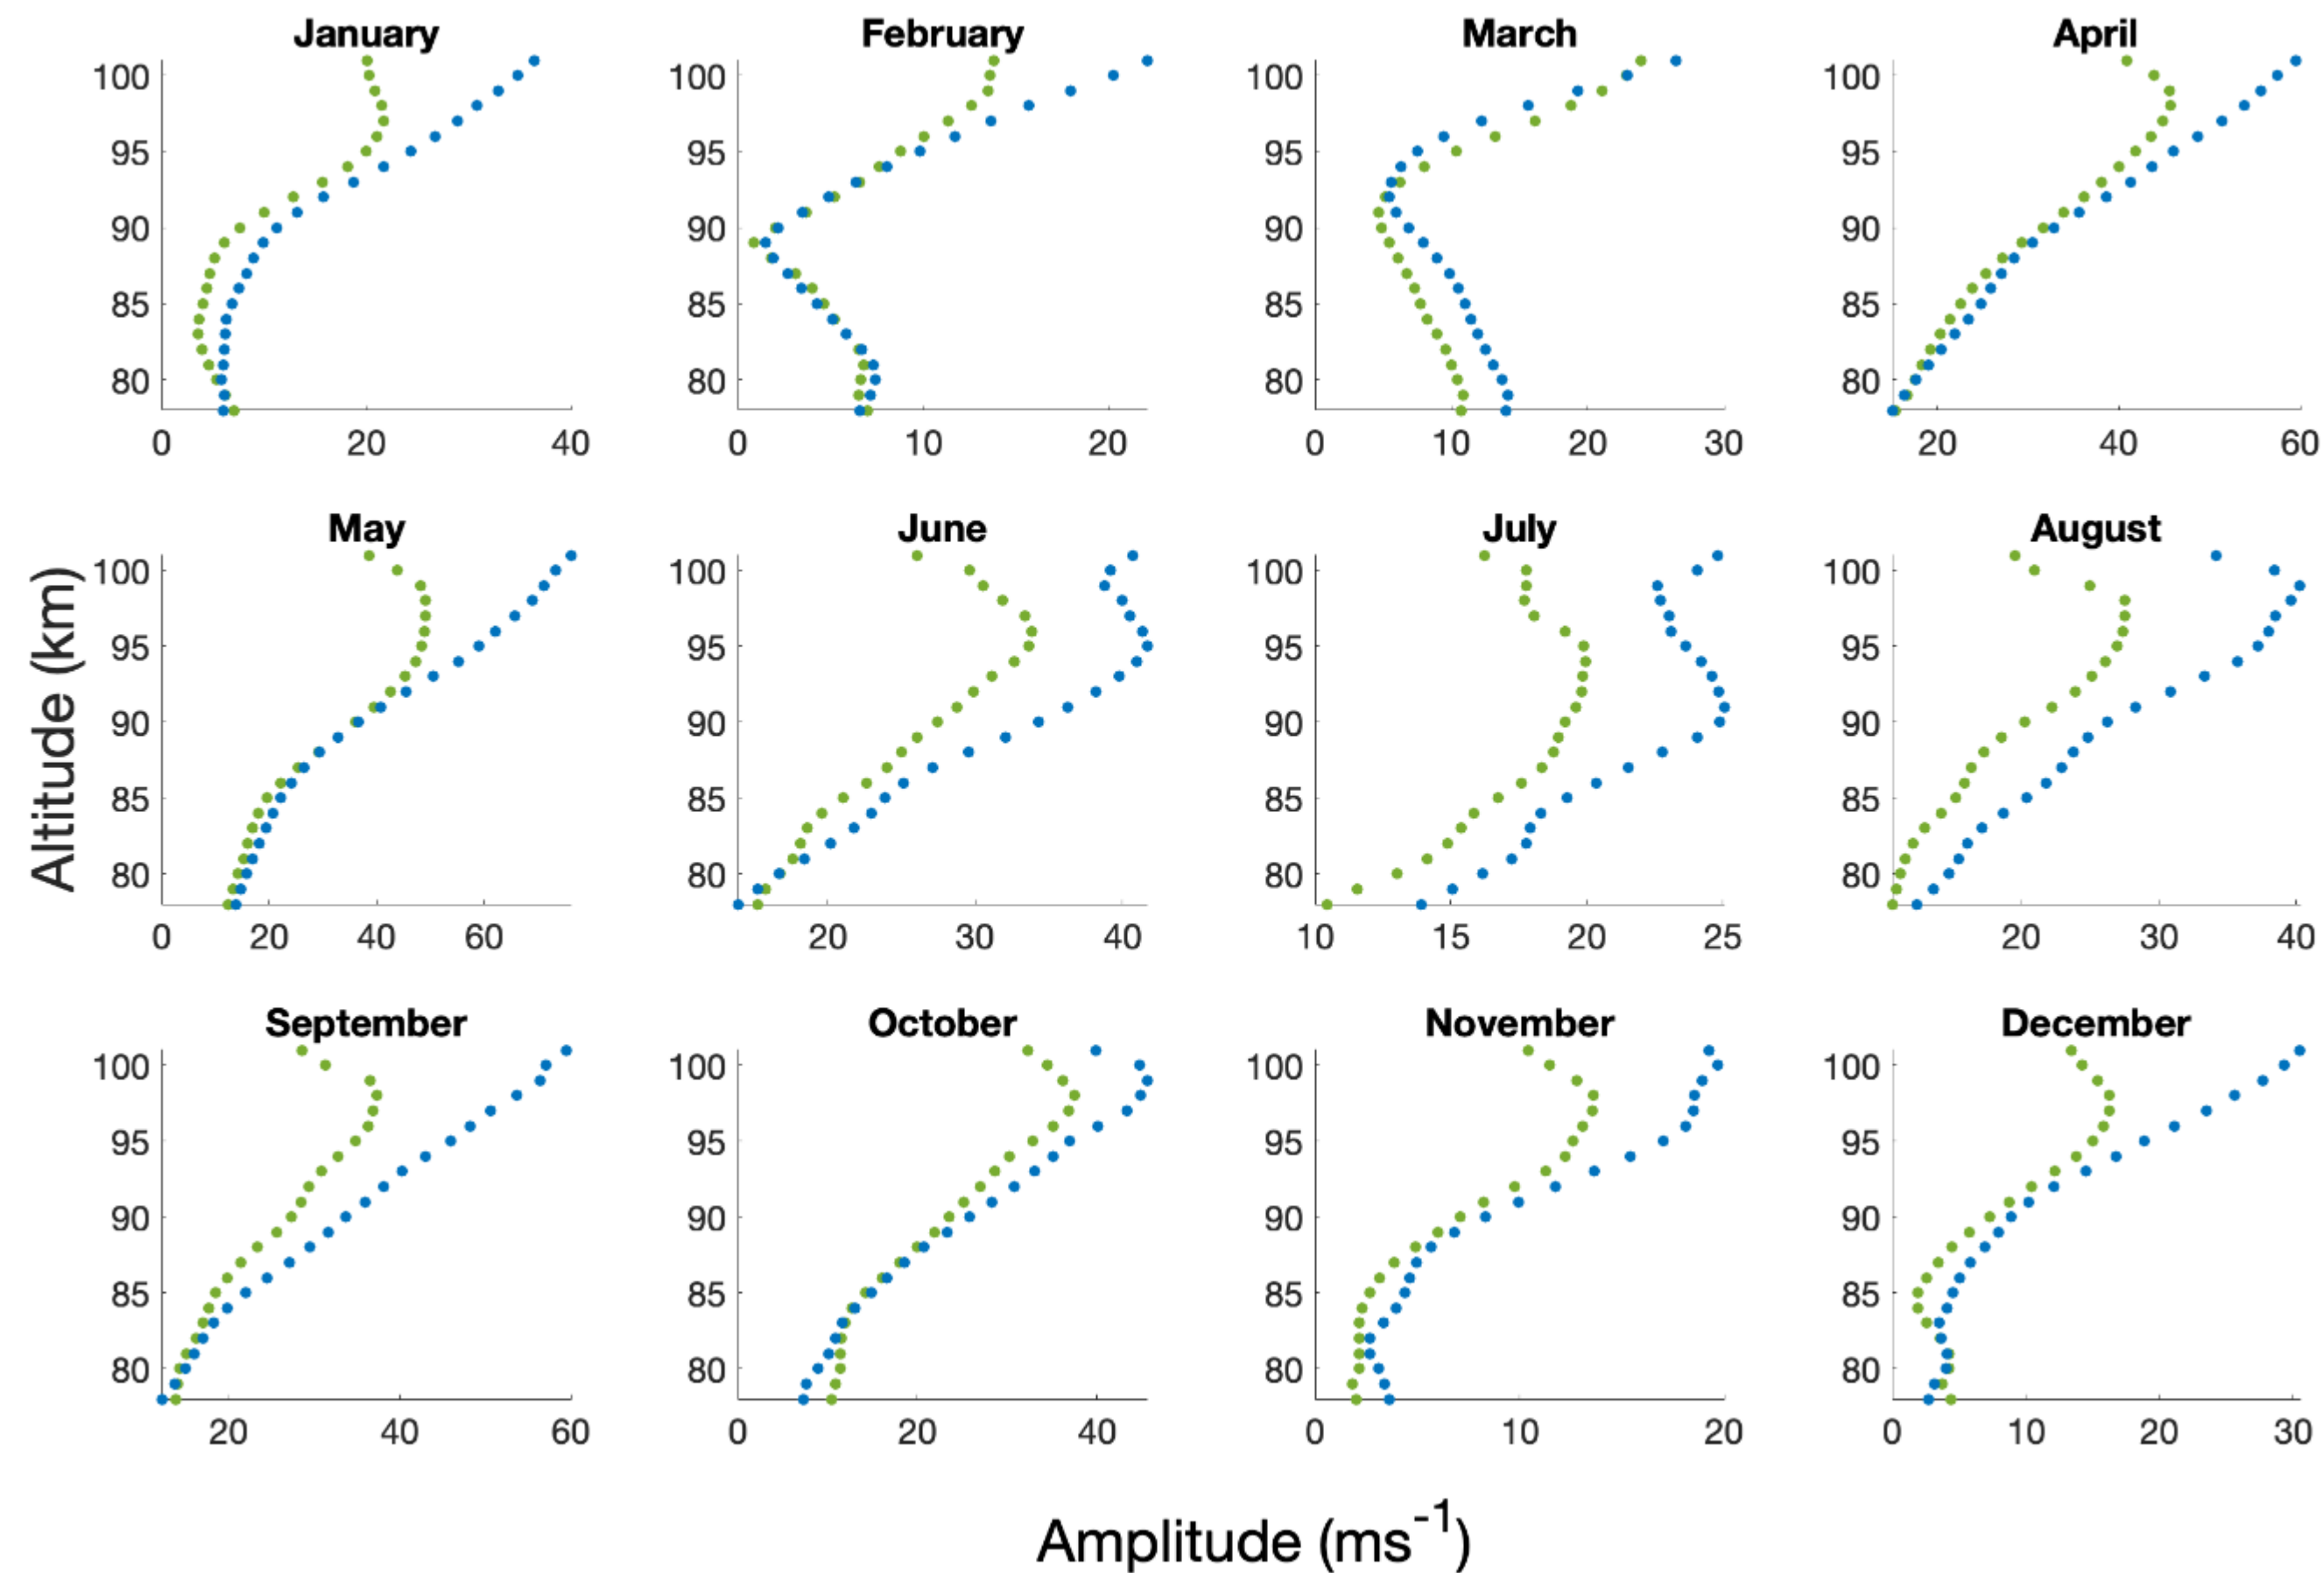 January February March April
100 100 100 100
95 95 95 95
90 90 90 90
85 85 85 85
80 80 80 80
0 20 40 0 10 20 0 10 20 30 20 40 60
May June July August
100 100 100 100
95 95 95 95
90 90 90 90
85 85 85 85
80 80 80 80
0 20 40 60 20 30 40 10 15 20 25 20 30 40
Altitude (km)
September October November December
100 100 100 100
95 95 95 95
90 90 90 90
85 85 85 85
80 80 80 80
20 40 60 0 20 40 0 10 20 0 10 20 30
Amplitude (ms⁻¹)